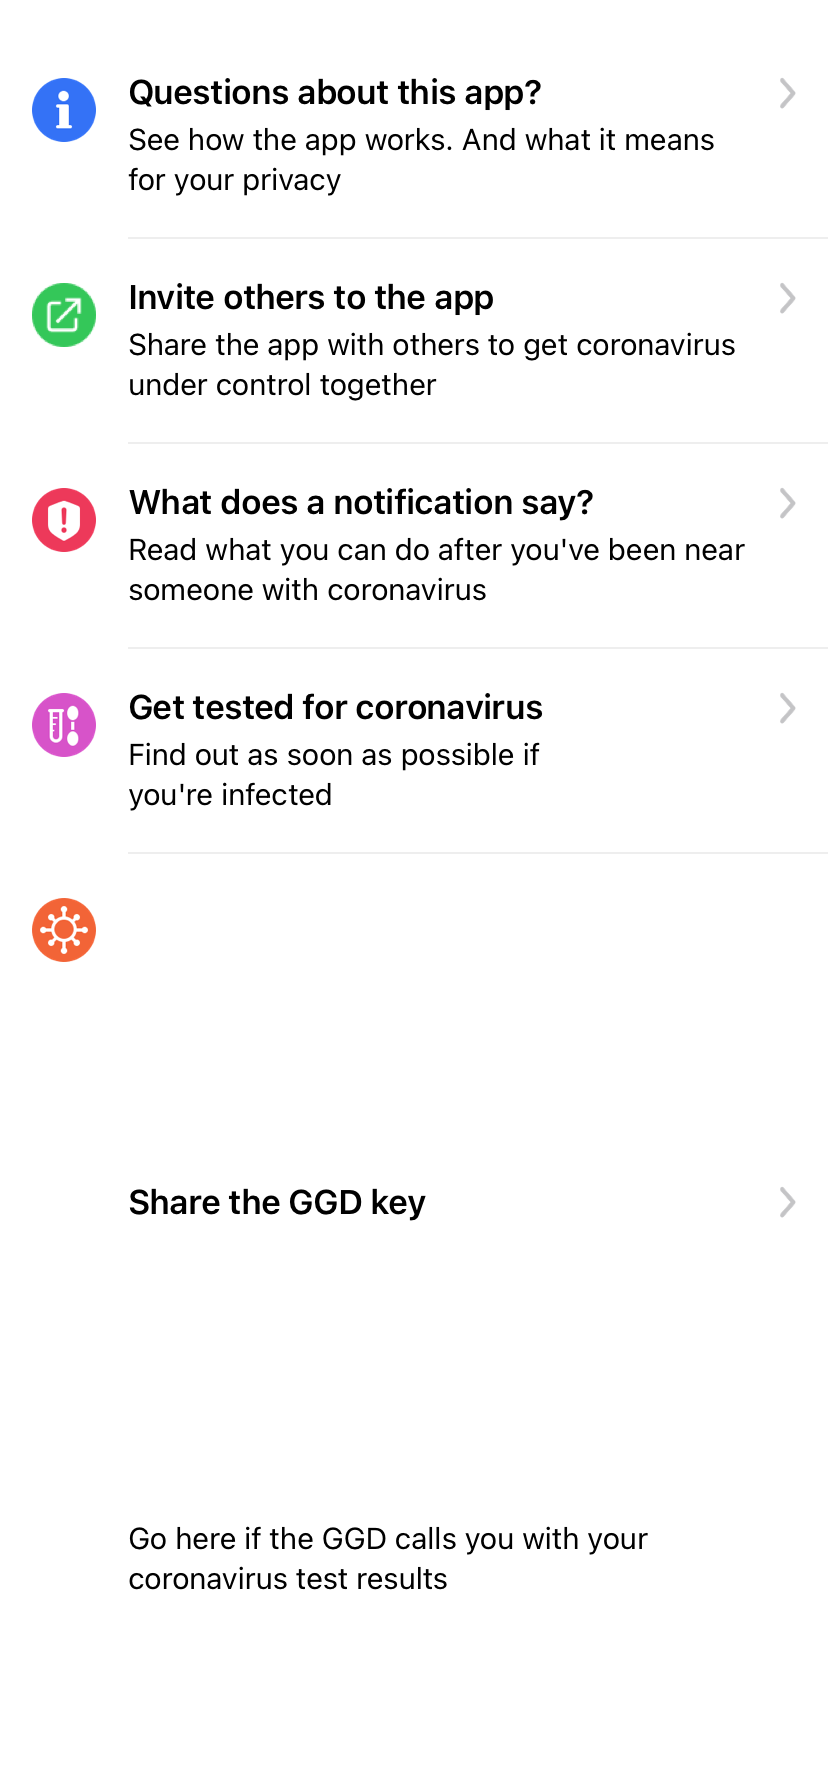 Questions about this app?
See how the app works. And what it means
for your privacy
Invite others to the app
Share the app with others to get coronavirus
under control together
What does a notification say?
Read what you can do after you've been near
someone with coronavirus
Get tested for coronavirus
Find out as soon as possible if
you're infected
Share the GGD key
Go here if the GGD calls you with your
coronavirus test results